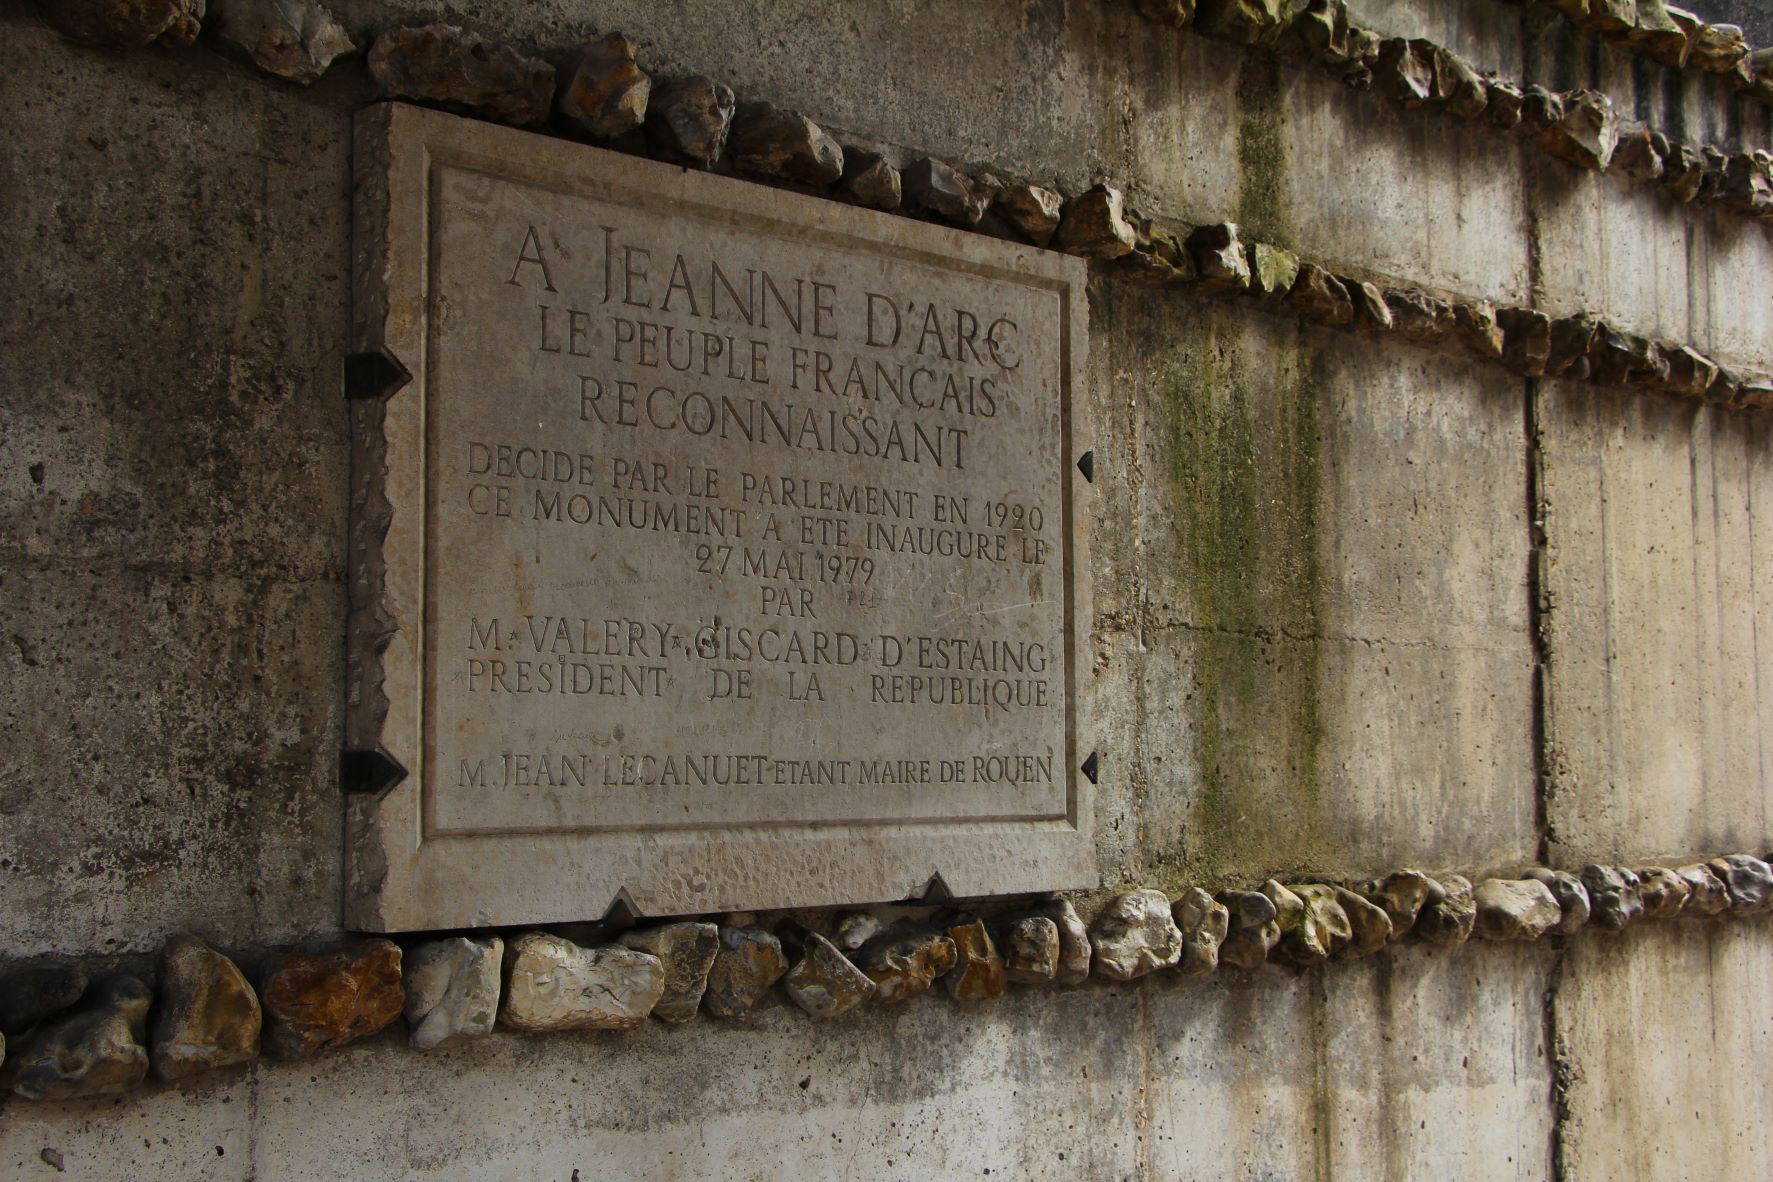 A JEANNE D'ARC
LE PEUPLE FRANÇAIS
RECONNAISSANT
DECIDE PAR LE PARLEMENT EN 1920
CE MONUMENT A ETE INAUGURE LE
27 MAI 1979
PAR
M. VALERY GISCARD D'ESTAING
PRESIDENT DE LA REPUBLIQUE
M. JEAN LECANUET ETANT MAIRE DE ROUEN